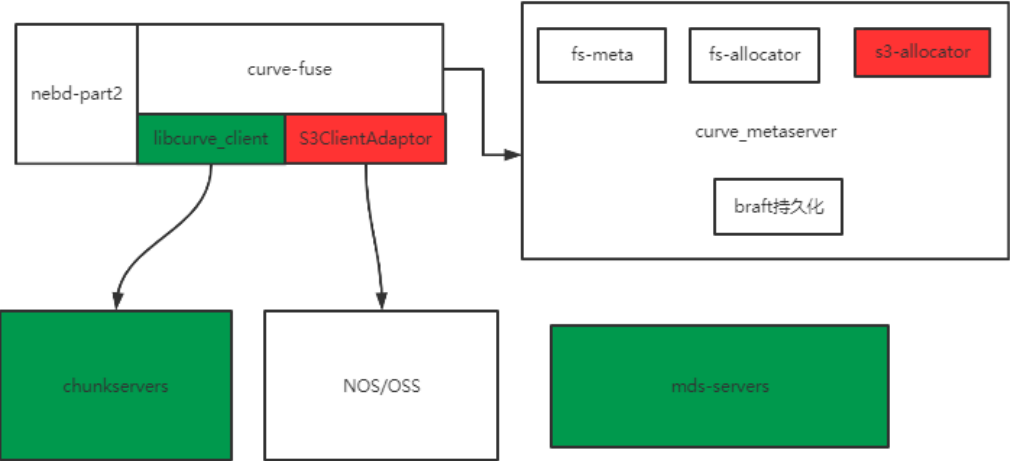 nebd-part2
curve-fuse
libcurve_client
S3ClientAdaptor
fs-meta
fs-allocator
s3-allocator
curve_metaserver
braft持久化
chunkservers
NOS/OSS
mds-servers